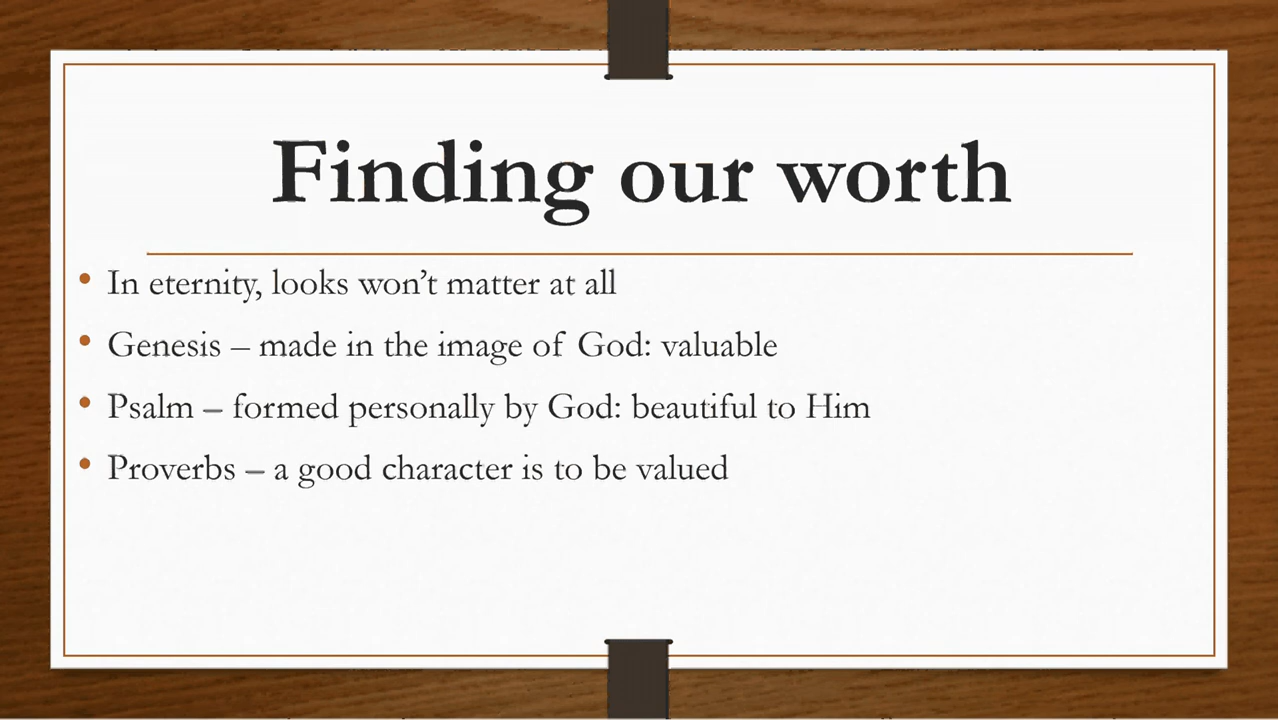 Finding our worth
• In eternity, looks won’t matter at all
• Genesis – made in the image of God: valuable
• Psalm – formed personally by God: beautiful to Him
• Proverbs – a good character is to be valued